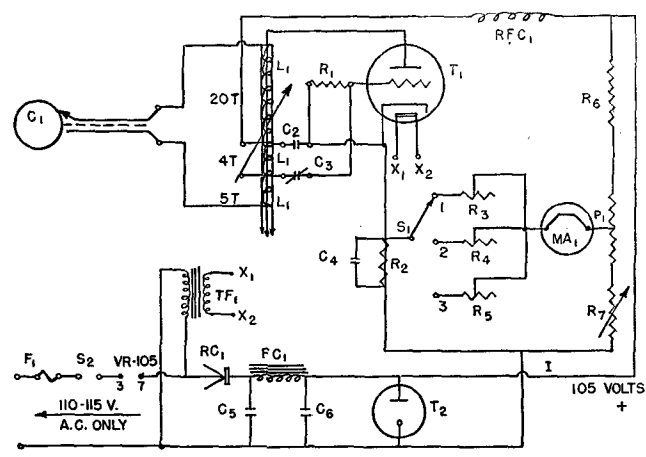 RFC1
L1
R1
T1
R6
C1
20T
C2
X1 X2
4T
L1
C3
5T
L1
S1
1
R3
P1
MA1
2
R4
C4
R2
3
R5
R7
X1
TF1
X2
F1
S2
VR-105
3 7
RC1
FC1
I
105 VOLTS
+
110-115 V.
A.C. ONLY
C5
C6
T2